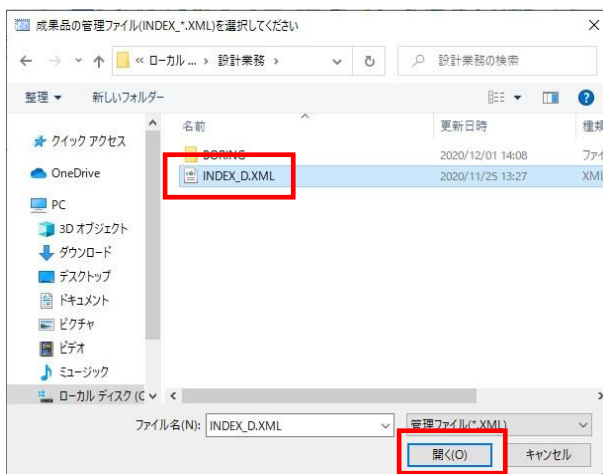 成果品の管理ファイル(INDEX_*.XML)を選択してください
« ローカル ... › 設計業務 ›
設計業務の検索
整理 新しいフォルダー
名前 更新日時 種類
BORING 2020/12/01 14:08 ファイ
INDEX_D.XML 2020/11/25 13:27 XML
クイック アクセス
OneDrive
PC
3D オブジェクト
ダウンロード
デスクトップ
ドキュメント
ピクチャ
ビデオ
ミュージック
ローカル ディスク (C
ファイル名(N): INDEX_D.XML 管理ファイル(*.XML)
開く(O) キャンセル